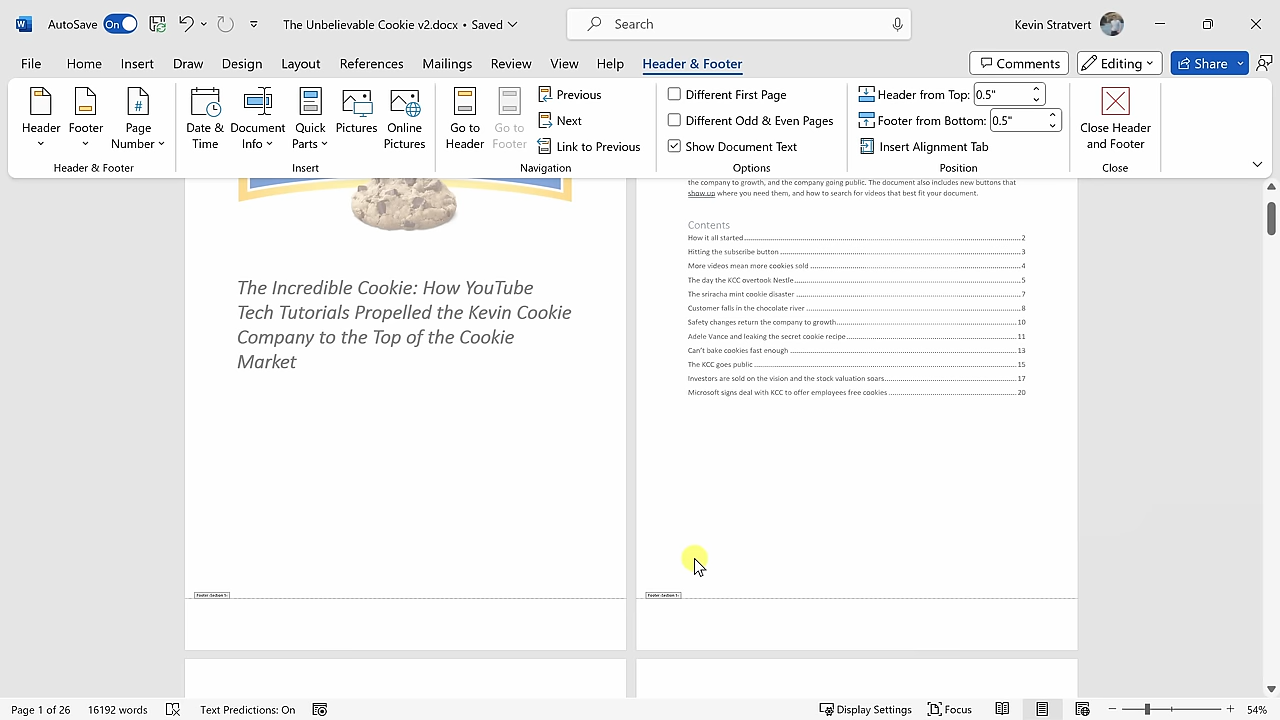 AutoSave On The Unbelievable Cookie v2.docx • Saved Search Kevin Stratvert
File Home Insert Draw Design Layout References Mailings Review View Help Header & Footer Comments Editing Share
Header
Footer
Page Number
Header & Footer
Date & Time
Document Info
Quick Parts
Pictures
Online Pictures
Insert
Go to Header
Go to Footer
Previous
Next
Link to Previous
Navigation
Different First Page
Different Odd & Even Pages
Show Document Text
Options
Header from Top: 0.5"
Footer from Bottom: 0.5"
Insert Alignment Tab
Position
Close Header and Footer
Close
The Incredible Cookie: How YouTube
Tech Tutorials Propelled the Kevin Cookie
Company to the Top of the Cookie
Market
Footer -Section 1-
the company to growth, and the company going public. The document also includes new buttons that
show up where you need them, and how to search for videos that best fit your document.
Contents
How it all started 2
Hitting the subscribe button 3
More videos mean more cookies sold 4
The day the KCC overtook Nestle 5
The sriracha mint cookie disaster 7
Customer falls in the chocolate river 8
Safety changes return the company to growth 10
Adele Vance and leaking the secret cookie recipe 11
Can't bake cookies fast enough 13
The KCC goes public 15
Investors are sold on the vision and the stock valuation soars 17
Microsoft signs deal with KCC to offer employees free cookies 20
Footer -Section 1-
Page 1 of 26 16192 words Text Predictions: On Display Settings Focus 54%